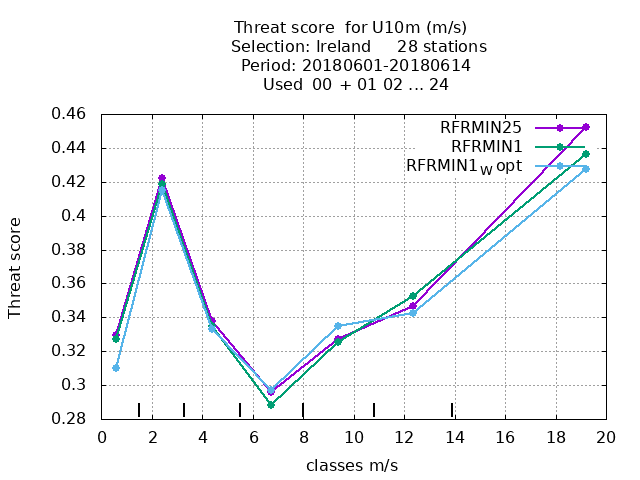 Threat score for U10m (m/s)
Selection: Ireland 28 stations
Period: 20180601-20180614
Used 00 + 01 02 ... 24
0.46
0.44
0.42
0.4
0.38
0.36
0.34
0.32
0.3
0.28
Threat score
RFRMIN25
RFRMIN1
RFRMIN1W opt
0 2 4 6 8 10 12 14 16 18 20
classes m/s